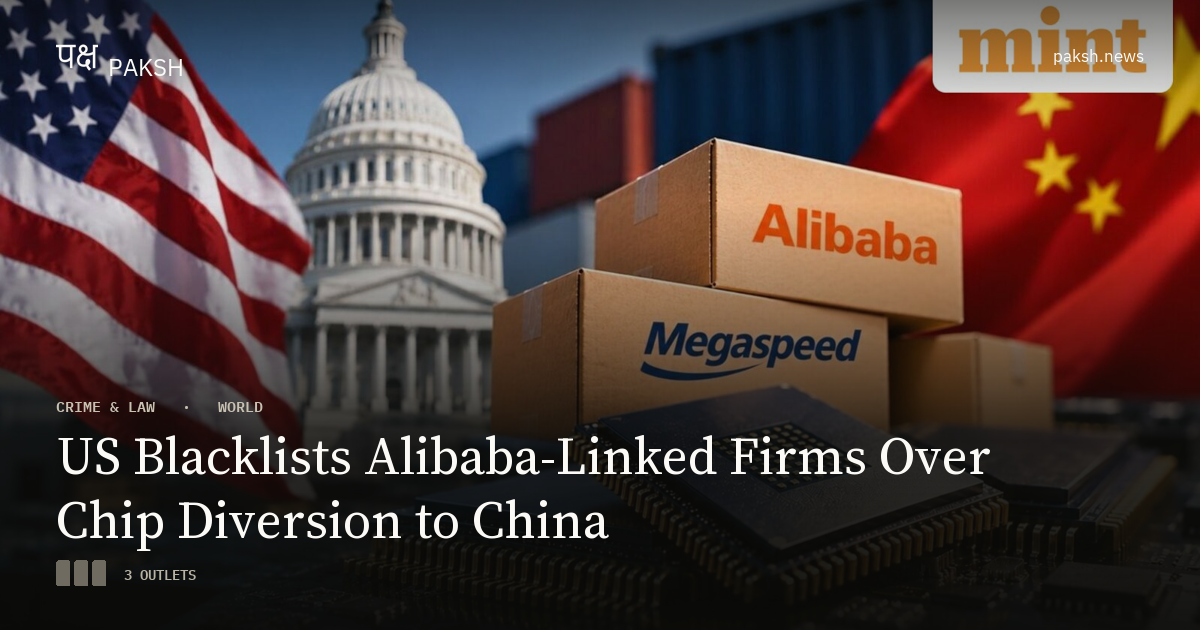 पक्ष PAKSH
mint
paksh.news
Alibaba
Megaspeed
CRIME & LAW · WORLD
US Blacklists Alibaba-Linked Firms Over
Chip Diversion to China
3 OUTLETS